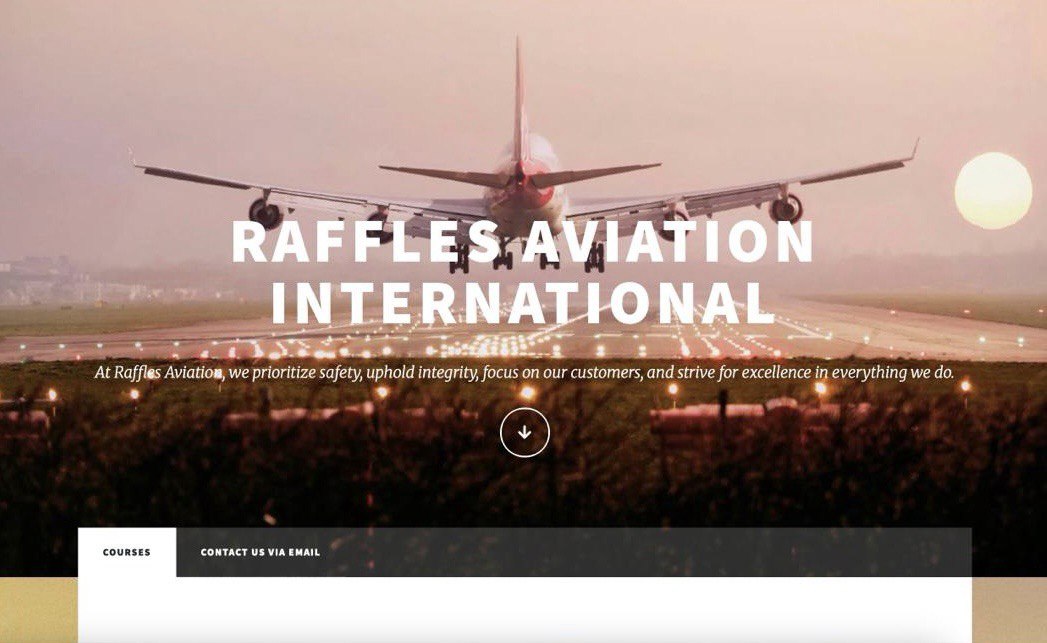 RAFFLES AVIATION
INTERNATIONAL
At Raffles Aviation, we prioritize safety, uphold integrity, focus on our customers, and strive for excellence in everything we do.
COURSES
CONTACT US VIA EMAIL